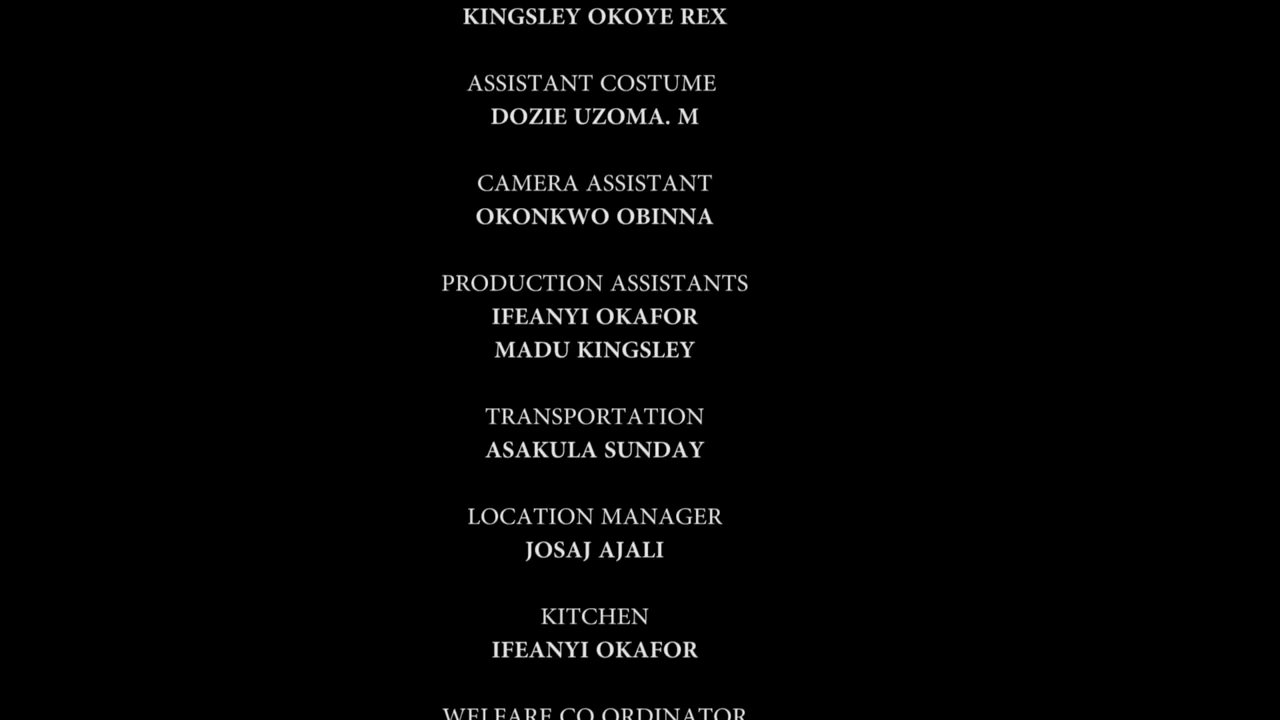 KINGSLEY OKOYE REX
ASSISTANT COSTUME
DOZIE UZOMA. M
CAMERA ASSISTANT
OKONKWO OBINNA
PRODUCTION ASSISTANTS
IFEANYI OKAFOR
MADU KINGSLEY
TRANSPORTATION
ASAKULA SUNDAY
LOCATION MANAGER
JOSAJ AJALI
KITCHEN
IFEANYI OKAFOR
WELFARE CO ORDINATOR